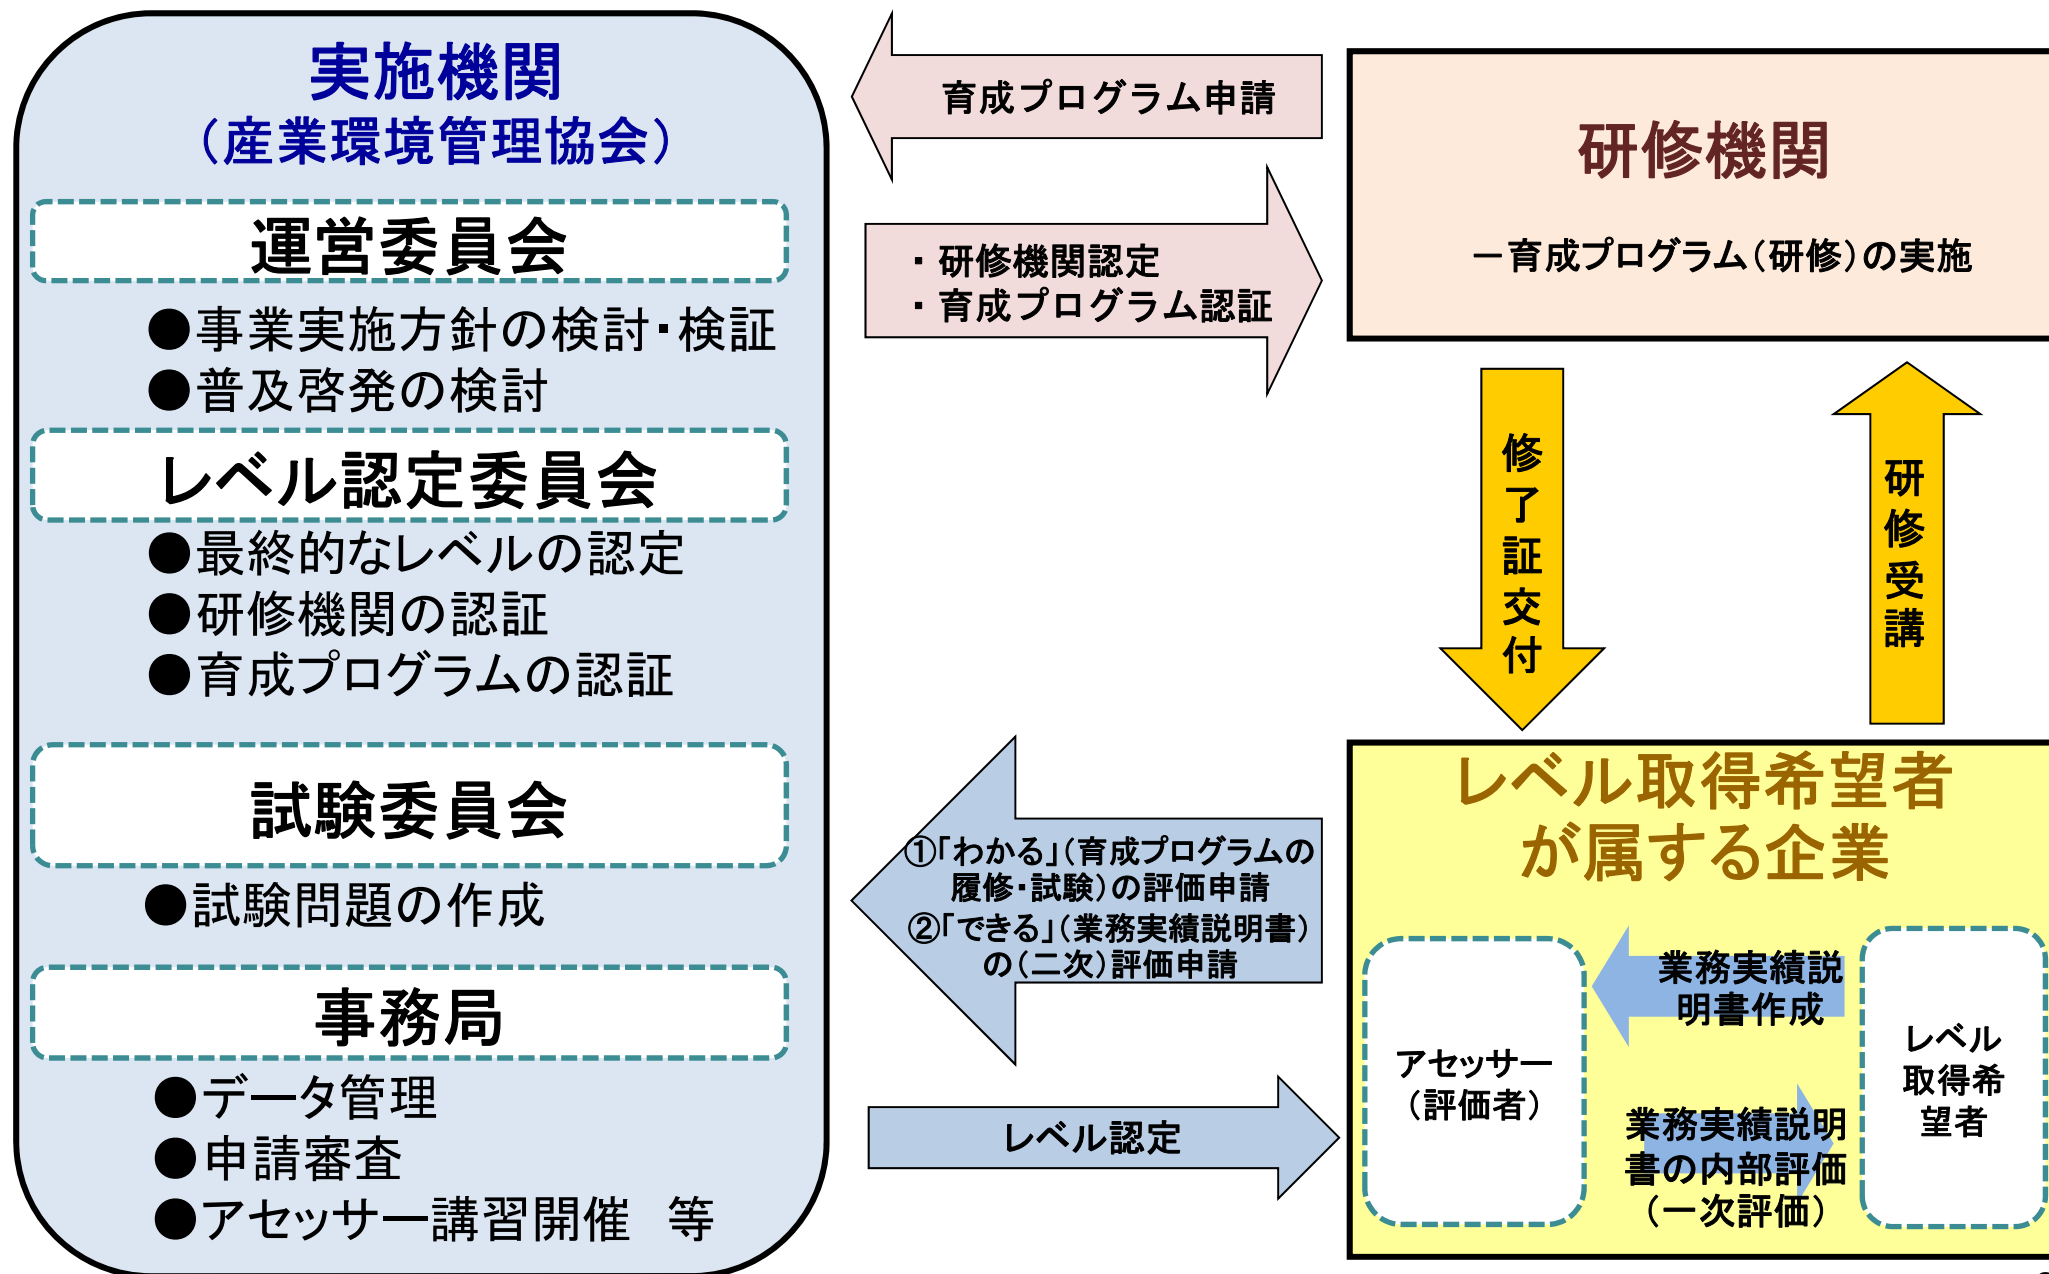 実施機関
（産業環境管理協会）
運営委員会
●事業実施方針の検討・検証
●普及啓発の検討
レベル認定委員会
●最終的なレベルの認定
●研修機関の認証
●育成プログラムの認証
試験委員会
●試験問題の作成
事務局
●データ管理
●申請審査
●アセッサー講習開催　等
育成プログラム申請
・研修機関認定
・育成プログラム認証
研修機関
－育成プログラム（研修）の実施
修了証交付
研修受講
①「わかる」（育成プログラムの
履修・試験）の評価申請
②「できる」（業務実績説明書）
の（二次）評価申請
レベル認定
レベル取得希望者
が属する企業
アセッサー
（評価者）
業務実績説
明書作成
業務実績説明
書の内部評価
（一次評価）
レベル
取得希
望者